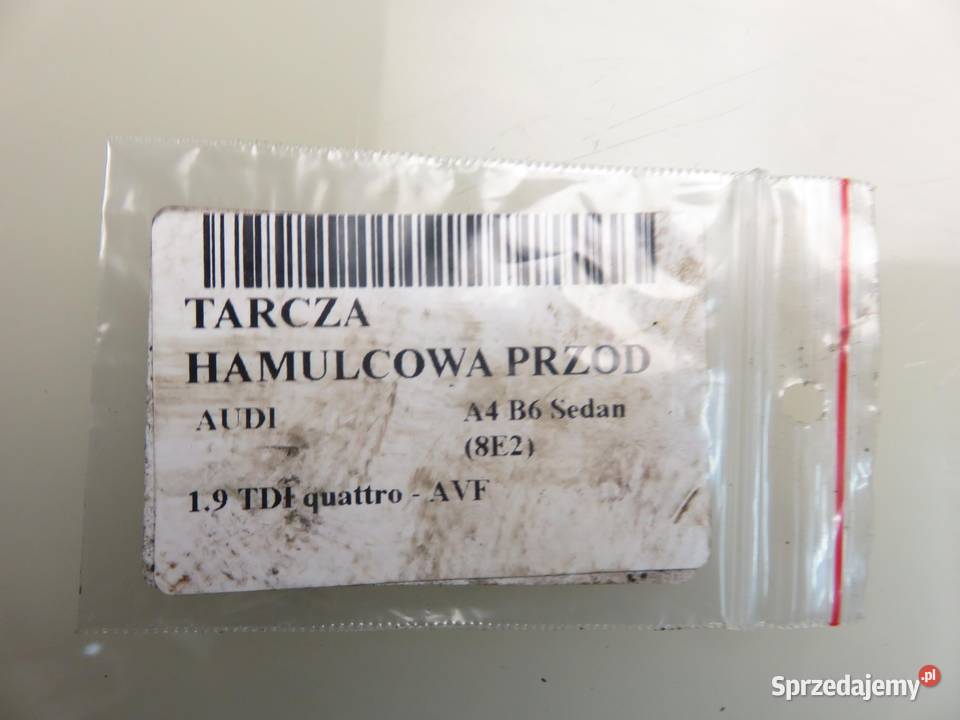 TARCZA
HAMULCOWA PRZOD
AUDI A4 B6 Sedan
(8E2)
1.9 TDI quattro - AVF
Sprzedajemy.pl